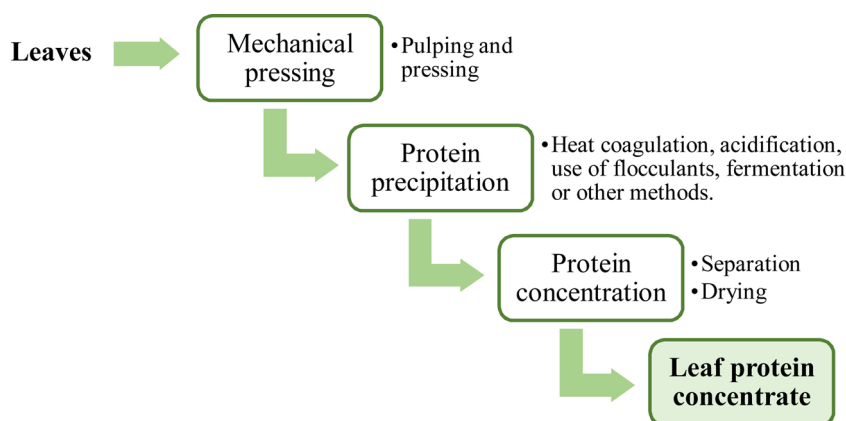 Leaves
Mechanical
pressing
•Pulping and
pressing
Protein
precipitation
•Heat coagulation, acidification,
use of flocculants, fermentation
or other methods.
Protein
concentration
•Separation
•Drying
Leaf protein
concentrate